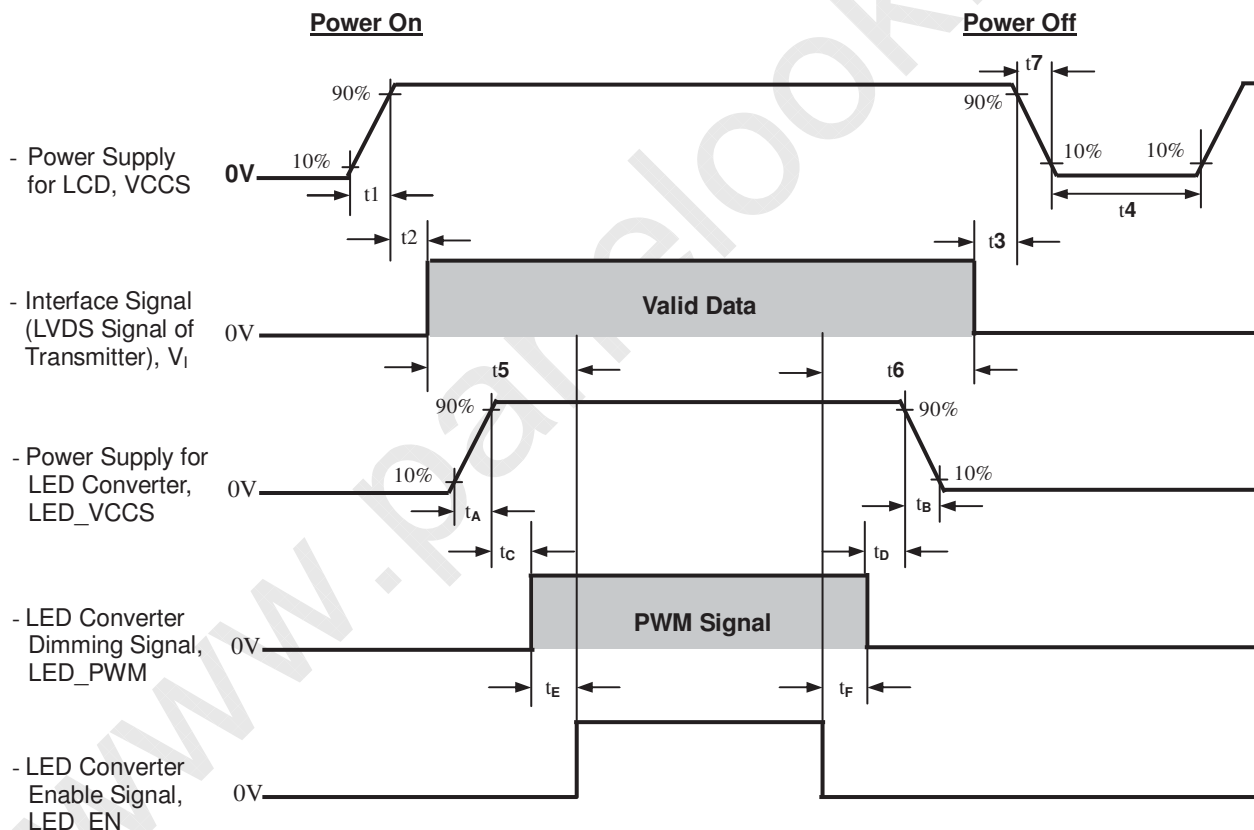 Power On
Power Off
t7
90%
90%
- Power Supply
for LCD, VCCS
0V
10%
10%
10%
t1
t4
t2
t3
- Interface Signal
(LVDS Signal of
Transmitter), VI
0V
Valid Data
t5
t6
90%
90%
- Power Supply for
LED Converter,
LED_VCCS
0V
10%
10%
tA
tB
tC
tD
- LED Converter
Dimming Signal,
LED_PWM
0V
PWM Signal
tE
tF
- LED Converter
Enable Signal,
LED_EN
0V
www.panelook.